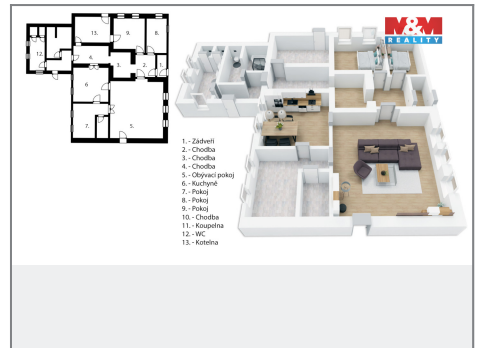 M&M
REALITY
13.
9.
8.
12.
4.
3.
2.
1.
6.
7.
5.
1. - Zádveří
2. - Chodba
3. - Chodba
4. - Chodba
5. - Obývací pokoj
6. - Kuchyně
7. - Pokoj
8. - Pokoj
9. - Pokoj
10. - Chodba
11. - Koupelna
12. - WC
13. - Kotelna